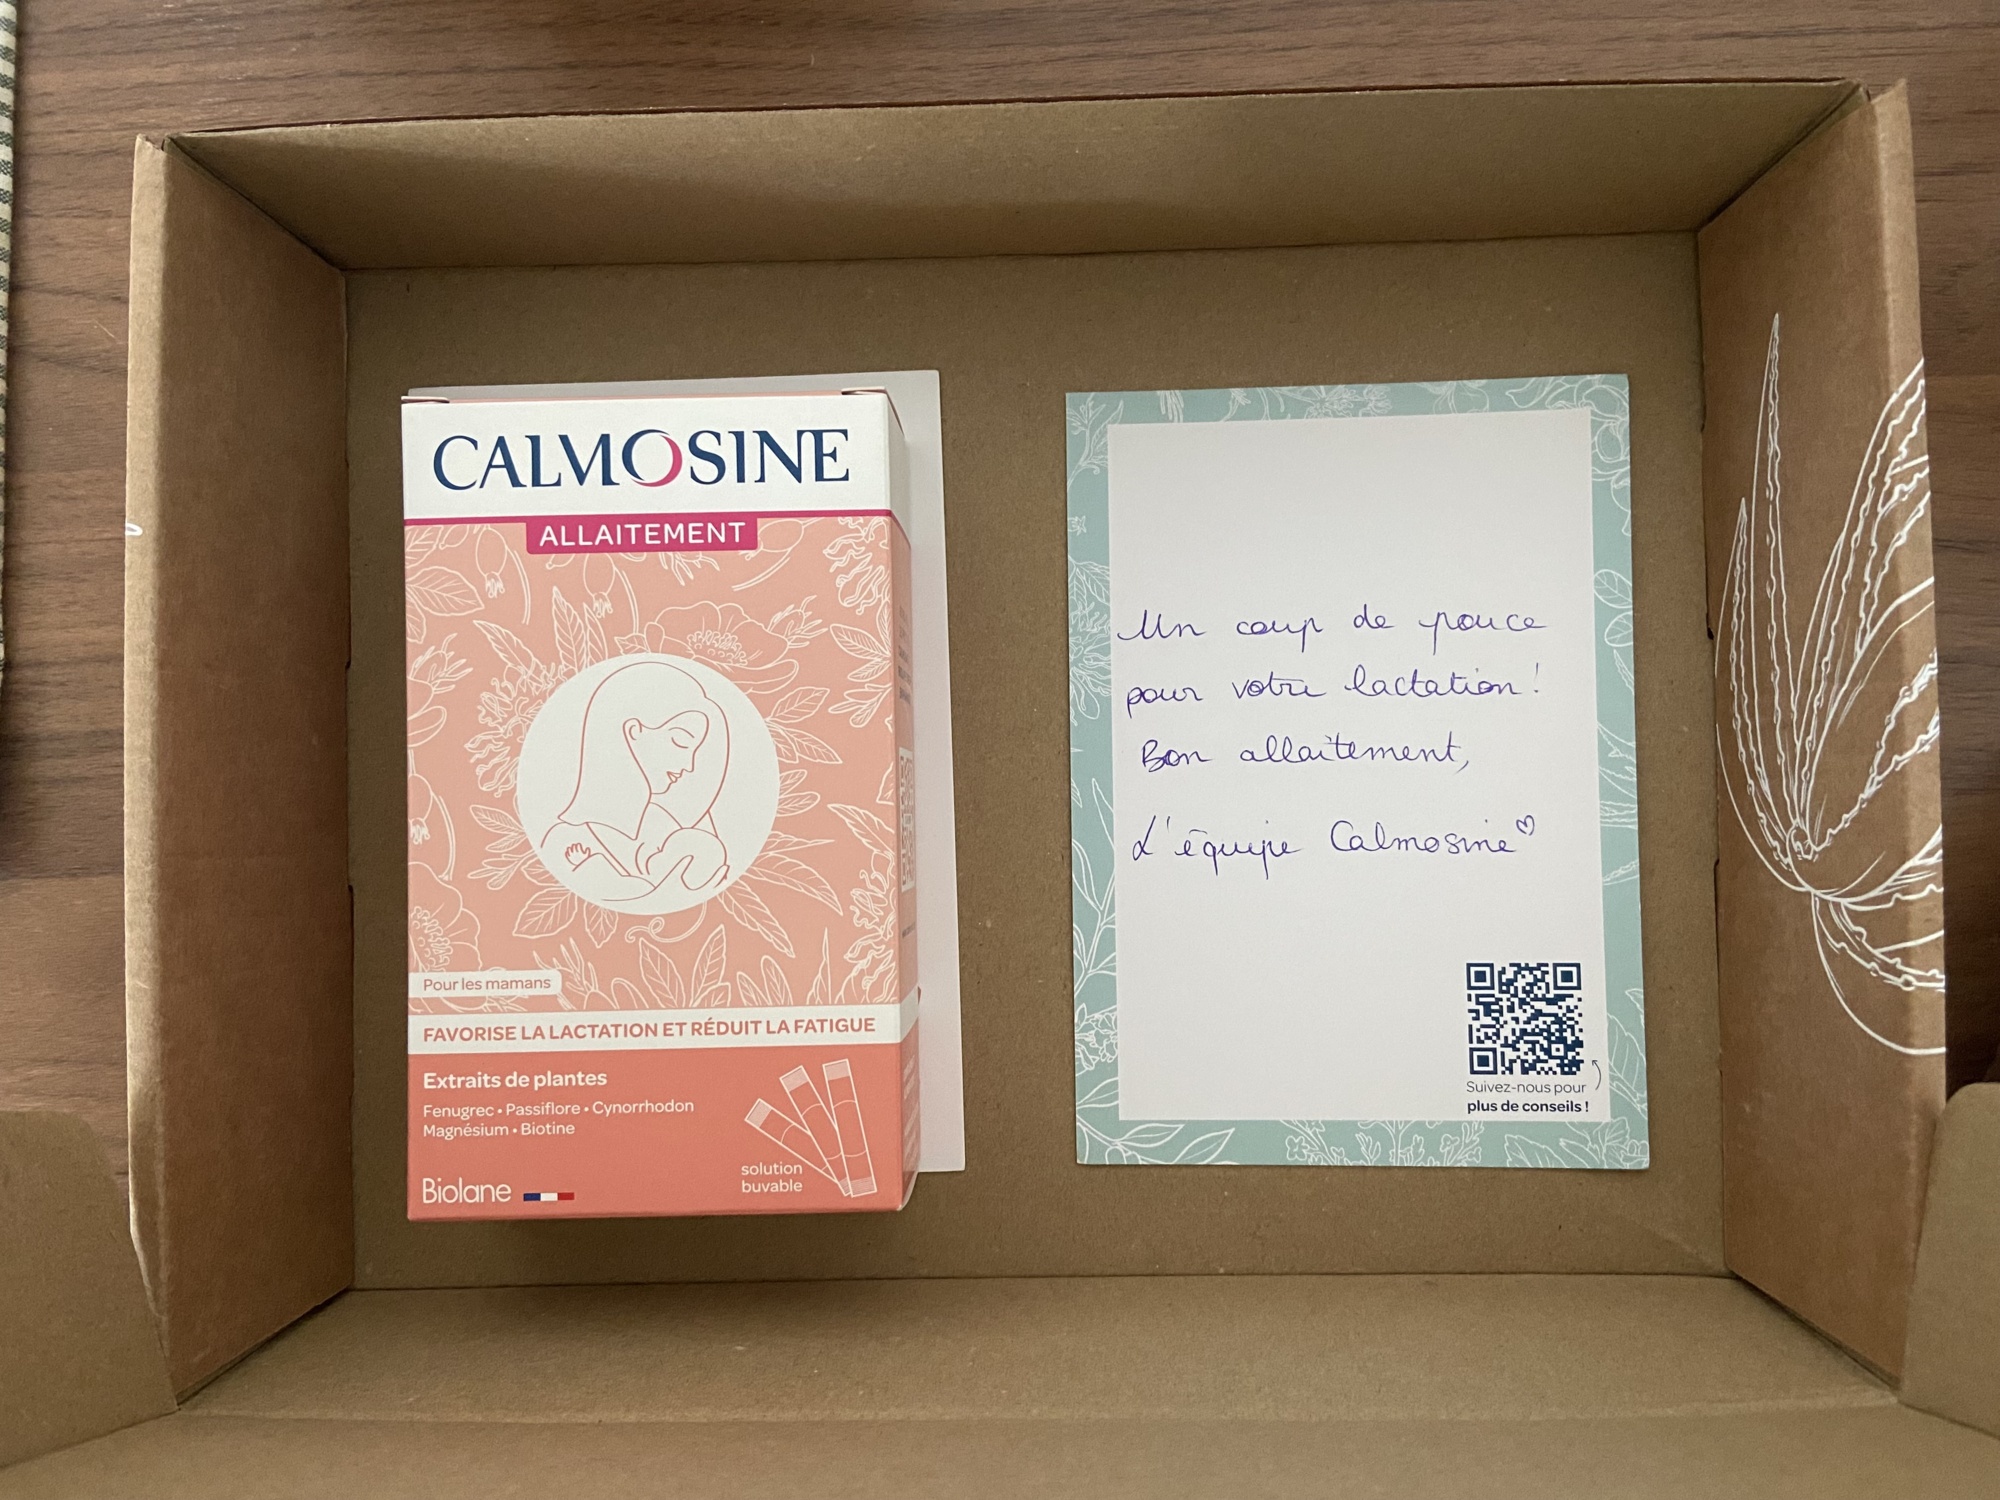 CALMOSINE
ALLAITEMENT
Pour les mamans
FAVORISE LA LACTATION ET RÉDUIT LA FATIGUE
Extraits de plantes
Fenugrec • Passiflore • Cynorrhodon
Magnésium • Biotine
solution
buvable
Biolane
Un coup de pouce
pour votre lactation !
Bon allaitement,
L'équipe Calmosine
Suivez-nous pour
plus de conseils !